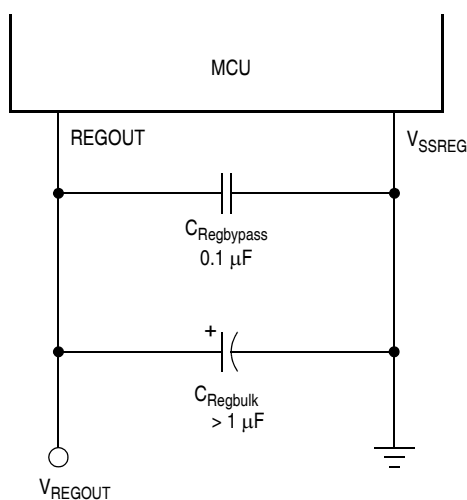 MCU
REGOUT
VSSREG
CRegbypass
0.1 µF
+
CRegbulk
> 1 µF
VREGOUT